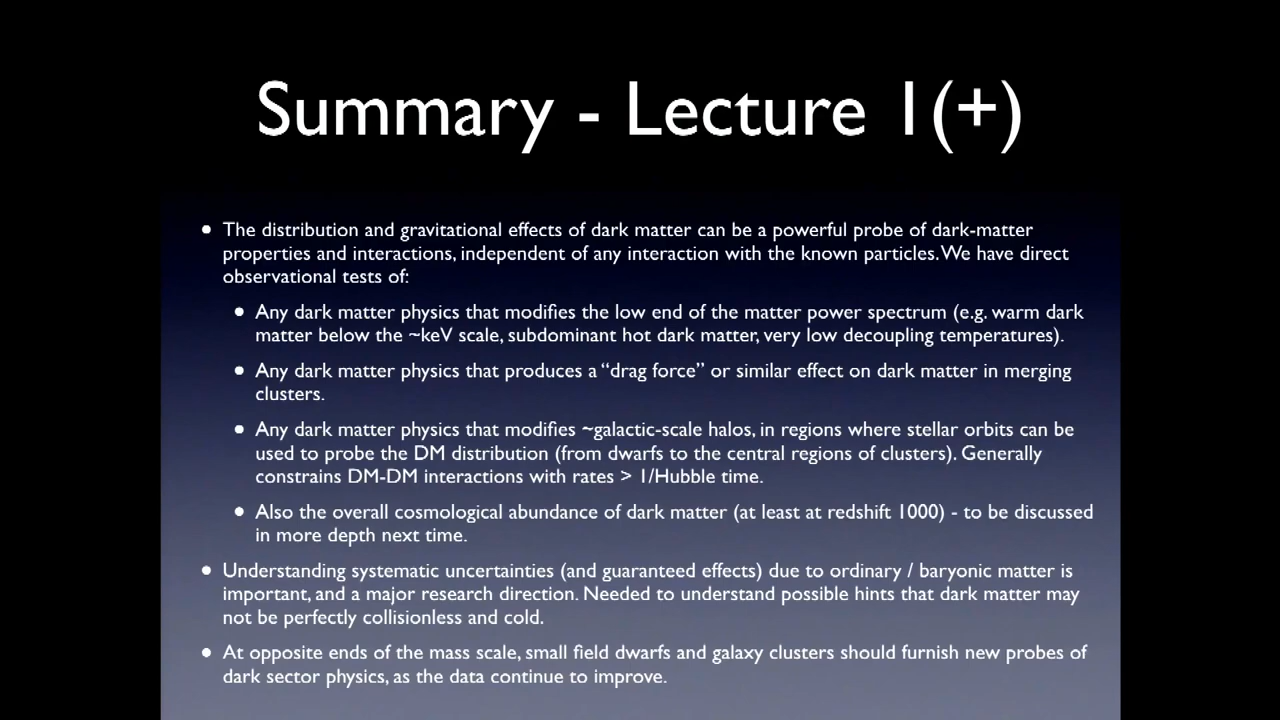 Summary - Lecture 1(+)
• The distribution and gravitational effects of dark matter can be a powerful probe of dark-matter
properties and interactions, independent of any interaction with the known particles. We have direct
observational tests of:
• Any dark matter physics that modifies the low end of the matter power spectrum (e.g. warm dark
matter below the ~keV scale, subdominant hot dark matter, very low decoupling temperatures).
• Any dark matter physics that produces a “drag force” or similar effect on dark matter in merging
clusters.
• Any dark matter physics that modifies ~galactic-scale halos, in regions where stellar orbits can be
used to probe the DM distribution (from dwarfs to the central regions of clusters). Generally
constrains DM-DM interactions with rates > 1/Hubble time.
• Also the overall cosmological abundance of dark matter (at least at redshift 1000) - to be discussed
in more depth next time.
• Understanding systematic uncertainties (and guaranteed effects) due to ordinary / baryonic matter is
important, and a major research direction. Needed to understand possible hints that dark matter may
not be perfectly collisionless and cold.
• At opposite ends of the mass scale, small field dwarfs and galaxy clusters should furnish new probes of
dark sector physics, as the data continue to improve.